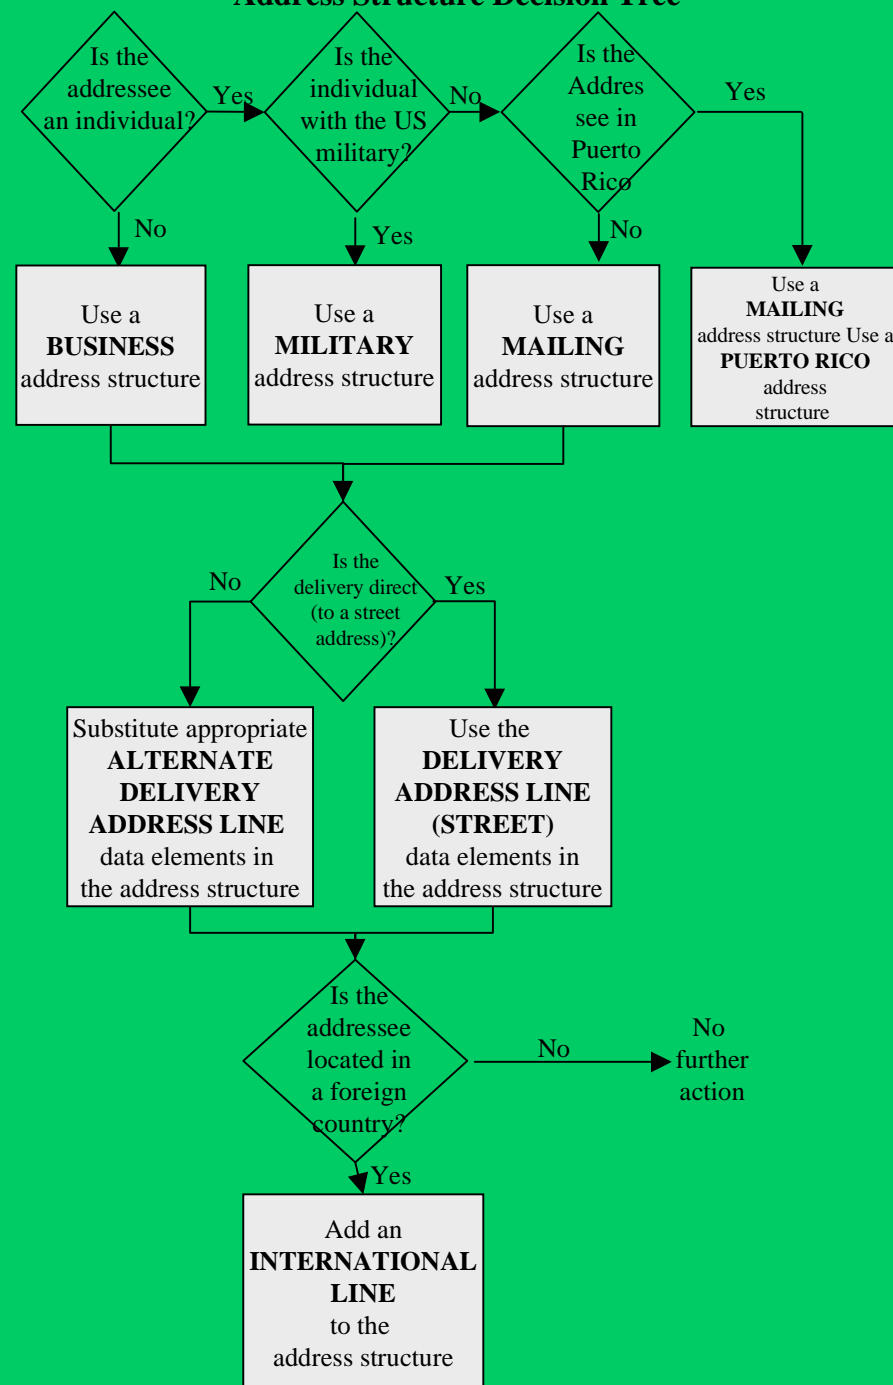 Address Structure Decision Tree
Is the
addressee
an individual?
Yes
Is the
individual
with the US
military?
No
Is the
Addres
see in
Puerto
Rico
Yes
No
Yes
No
Use a
BUSINESS
address structure
Use a
MILITARY
address structure
Use a
MAILING
address structure
Use a
MAILING
address structure Use a
PUERTO RICO
address
structure
Is the
delivery direct
(to a street
address)?
No
Yes
Substitute appropriate
ALTERNATE
DELIVERY
ADDRESS LINE
data elements in
the address structure
Use the
DELIVERY
ADDRESS LINE
(STREET)
data elements in
the address structure
Is the
addressee
located in
a foreign
country?
No
No
further
action
Yes
Add an
INTERNATIONAL
LINE
to the
address structure